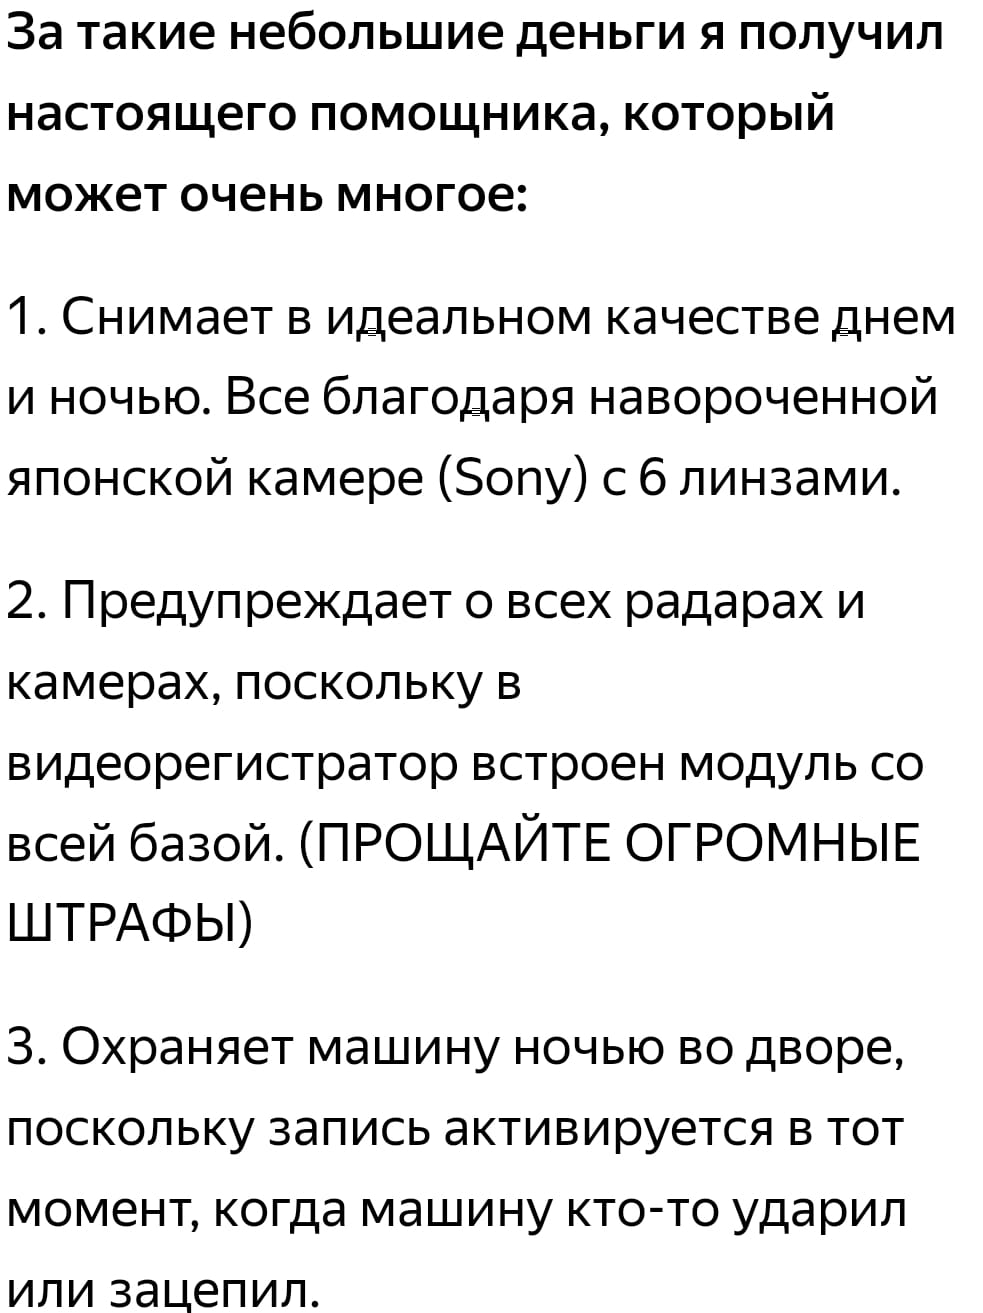 За такие небольшие деньги я получил
настоящего помощника, который
может очень многое:
1. Снимает в идеальном качестве днем
и ночью. Все благодаря навороченной
японской камере (Sony) с 6 линзами.
2. Предупреждает о всех радарах и
камерах, поскольку в
видеорегистратор встроен модуль со
всей базой. (ПРОЩАЙТЕ ОГРОМНЫЕ
ШТРАФЫ)
3. Охраняет машину ночью во дворе,
поскольку запись активируется в тот
момент, когда машину кто-то ударил
или зацепил.